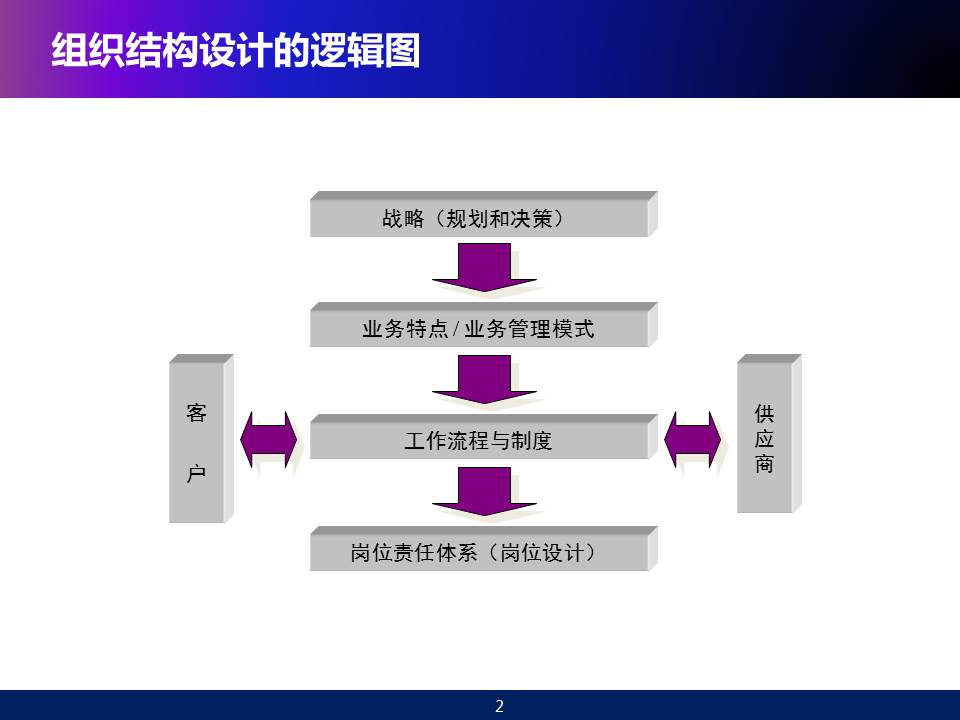 组织结构设计的逻辑图
战略（规划和决策）
业务特点 / 业务管理模式
客
户
工作流程与制度
供
应
商
岗位责任体系（岗位设计）
2